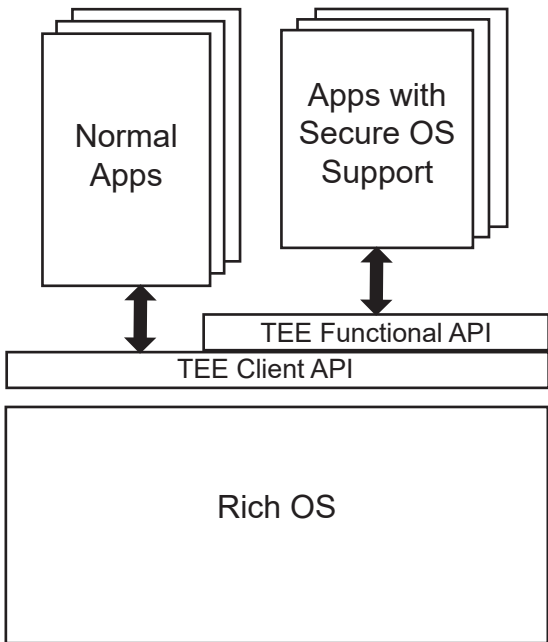 Normal
Apps
Apps with
Secure OS
Support
TEE Functional API
TEE Client API
Rich OS